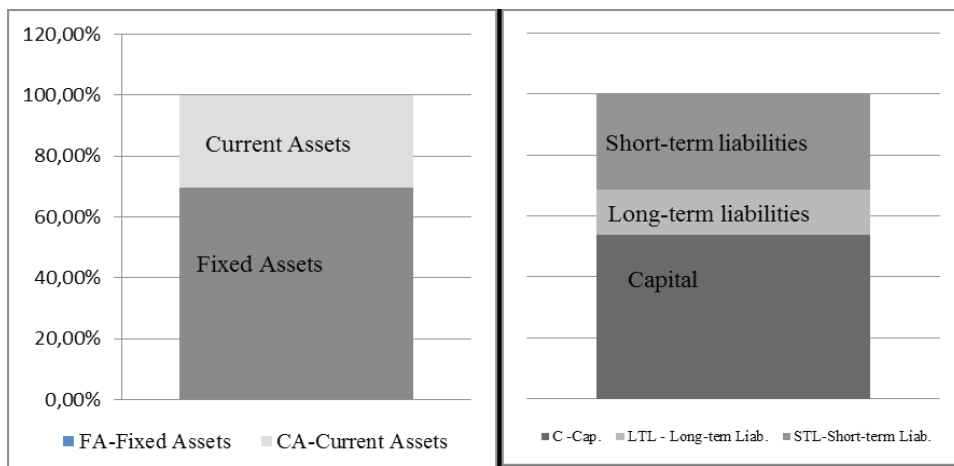 120,00%
100,00%
80,00%
60,00%
40,00%
20,00%
0,00%
Current Assets
Fixed Assets
FA-Fixed Assets CA-Current Assets
Short-term liabilities
Long-term liabilities
Capital
C -Cap. LTL - Long-tem Liab. STL-Short-term Liab.